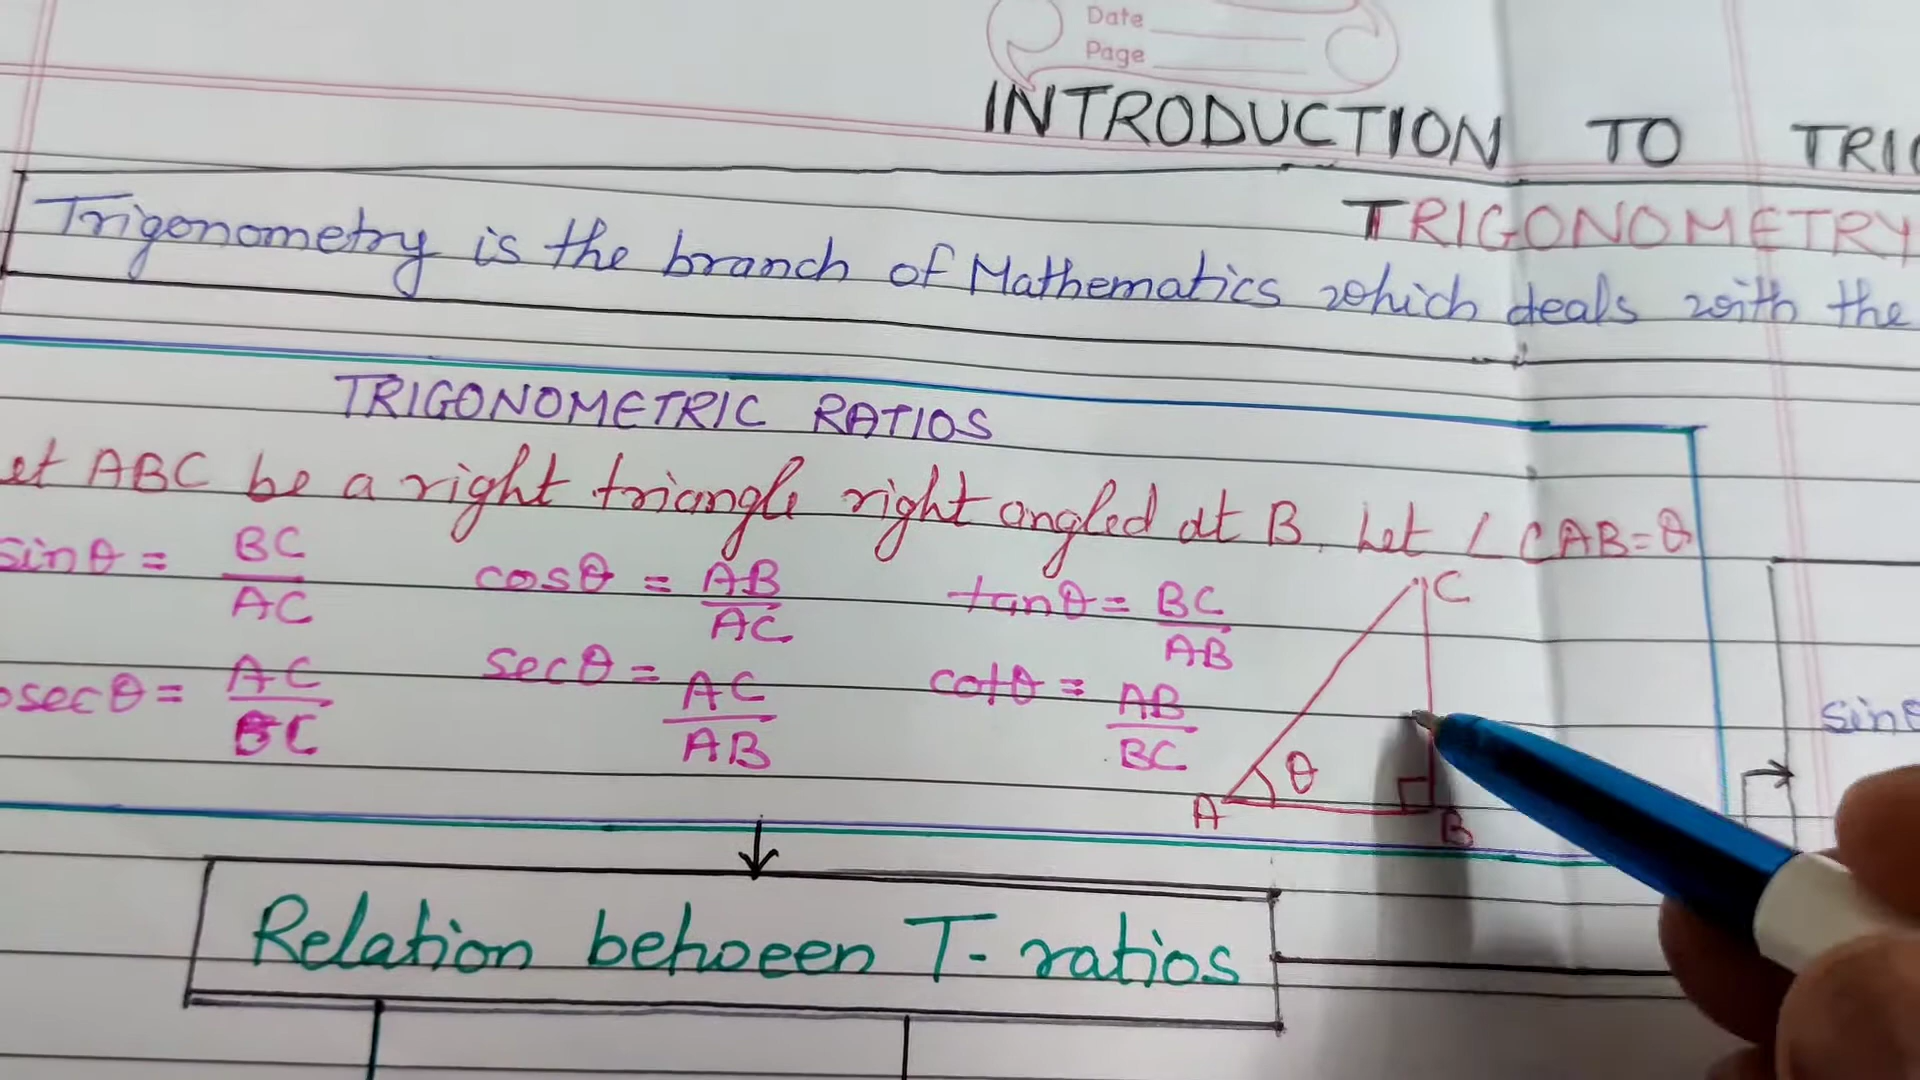 Date
Page
INTRODUCTION TO TRIG
TRIGONOMETRY
Trigonometry is the branch of Mathematics which deals with the
TRIGONOMETRIC RATIOS
et ABC be a right triangle right angled at B. Let ∠CAB=θ
sinθ = BC/AC cosθ = AB/AC tanθ = BC/AB
osecθ = AC/BC secθ = AC/AB cotθ = AB/BC
C
θ
A
B
sinθ
Relation between T-ratios